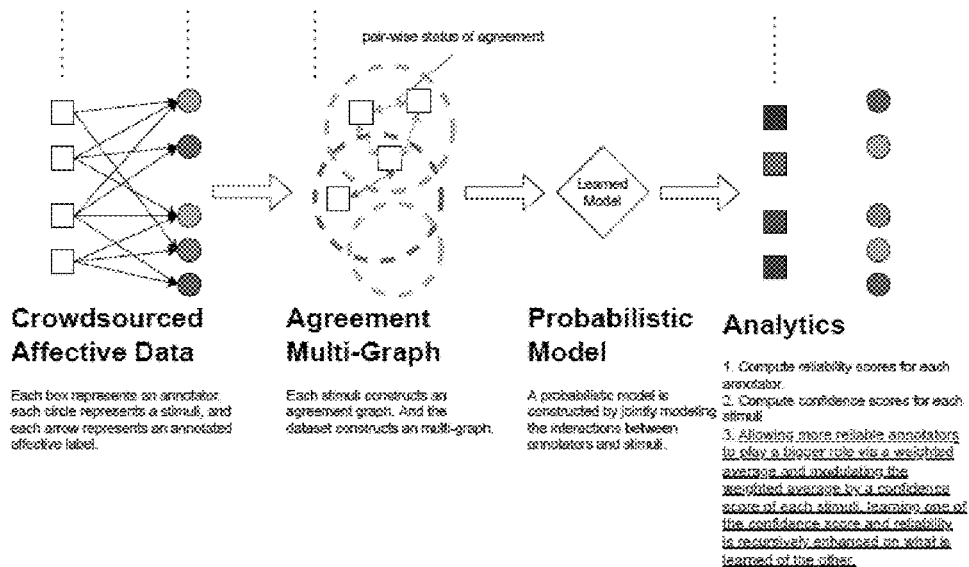 pair-wise status of agreement
Learned
Model
Crowdsourced
Affective Data
Each box represents an annotator,
each circle represents a stimuli, and
each arrow represents an annotated
affective label.
Agreement
Multi-Graph
Each stimuli constructs an
agreement graph. And the
dataset constructs an multi-graph.
Probabilistic
Model
A probabilistic model is
constructed by jointly modeling
the interactions between
annotators and stimuli.
Analytics
1. Compute reliability scores for each
annotator.
2. Compute confidence scores for each
stimuli
3. Allowing more reliable annotators
to play a bigger role via a weighted
average and modulating the
weighted average by a confidence
score of each stimuli, learning one of
the confidence score and reliability
is recursively enhanced on what is
learned of the other.